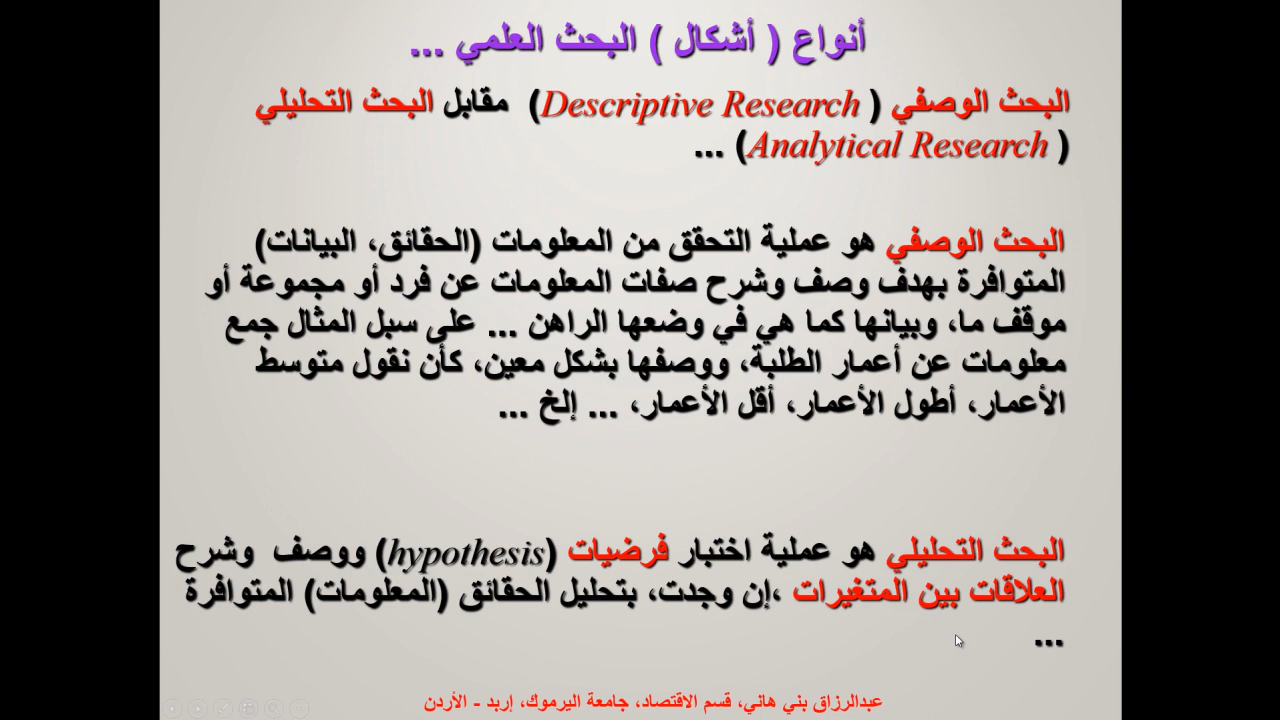 أنواع ( أشكال ) البحث العلمي ...
البحث الوصفي ( Descriptive Research) مقابل البحث التحليلي
( Analytical Research) ...
البحث الوصفي هو عملية التحقق من المعلومات (الحقائق، البيانات)
المتوافرة بهدف وصف وشرح صفات المعلومات عن فرد أو مجموعة أو
موقف ما، وبيانها كما هي في وضعها الراهن ... على سبل المثال جمع
معلومات عن أعمار الطلبة، ووصفها بشكل معين، كأن نقول متوسط
الأعمار، أطول الأعمار، أقل الأعمار، ... إلخ ...
البحث التحليلي هو عملية اختبار فرضيات (hypothesis) ووصف وشرح
العلاقات بين المتغيرات ،إن وجدت، بتحليل الحقائق (المعلومات) المتوافرة
...
عبدالرزاق بني هاني، قسم الاقتصاد، جامعة اليرموك، إربد - الأردن